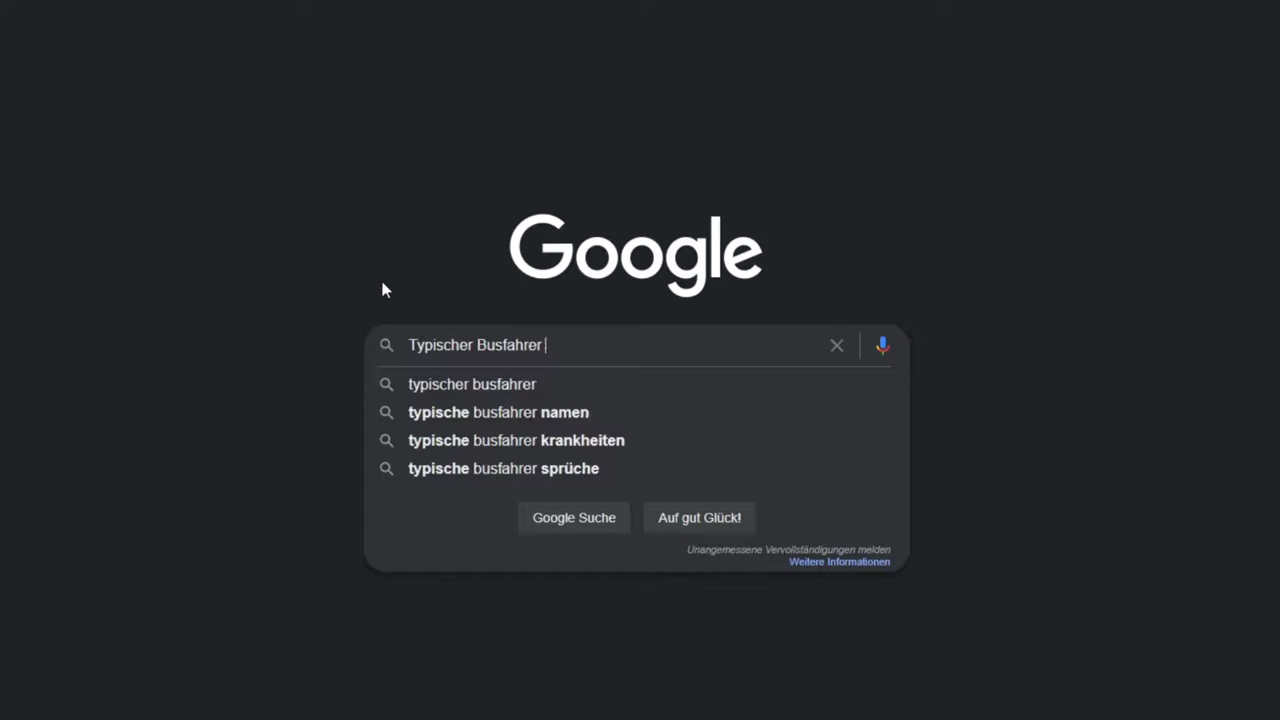 Google
Typischer Busfahrer
typischer busfahrer
typische busfahrer namen
typische busfahrer krankheiten
typische busfahrer sprüche
Google Suche
Auf gut Glück!
Unangemessene Vervollständigungen melden
Weitere Informationen